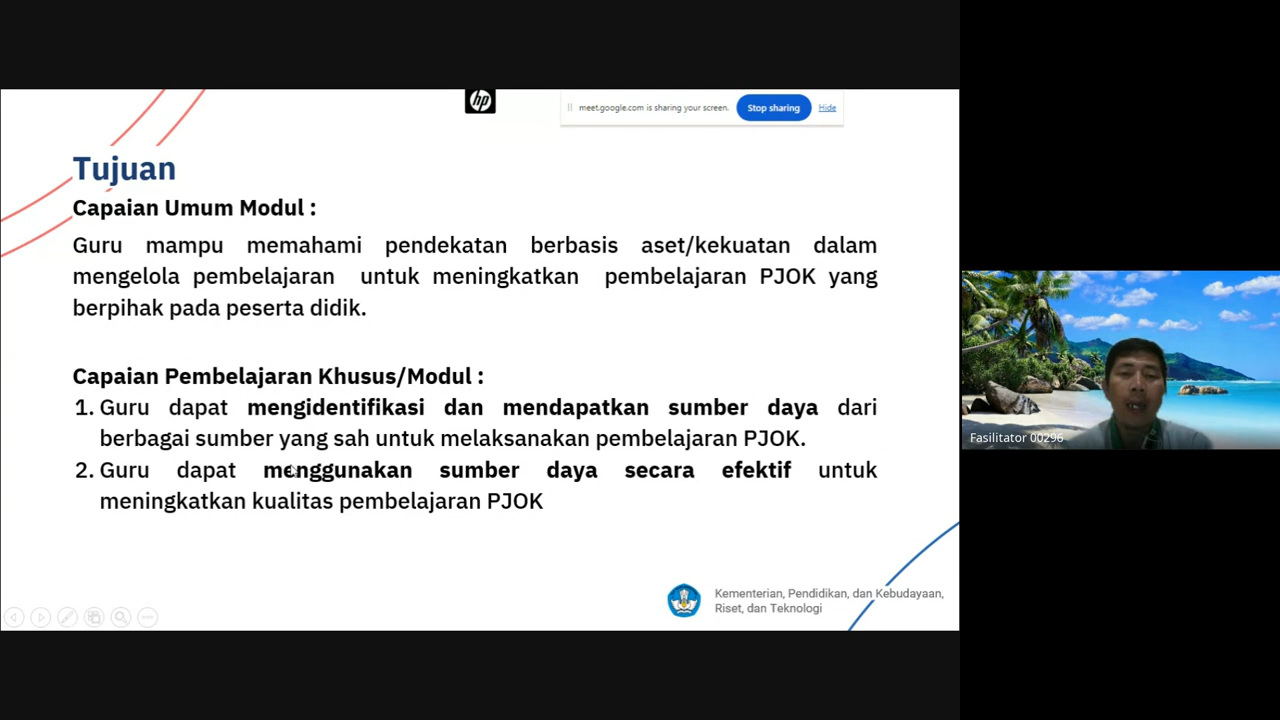 hp
meet.google.com is sharing your screen.
Stop sharing
Hide
Tujuan
Capaian Umum Modul :
Guru mampu memahami pendekatan berbasis aset/kekuatan dalam
mengelola pembelajaran untuk meningkatkan pembelajaran PJOK yang
berpihak pada peserta didik.
Capaian Pembelajaran Khusus/Modul :
1. Guru dapat mengidentifikasi dan mendapatkan sumber daya dari
berbagai sumber yang sah untuk melaksanakan pembelajaran PJOK.
2. Guru dapat menggunakan sumber daya secara efektif untuk
meningkatkan kualitas pembelajaran PJOK
Fasilitator 00296
Kementerian, Pendidikan, dan Kebudayaan,
Riset, dan Teknologi